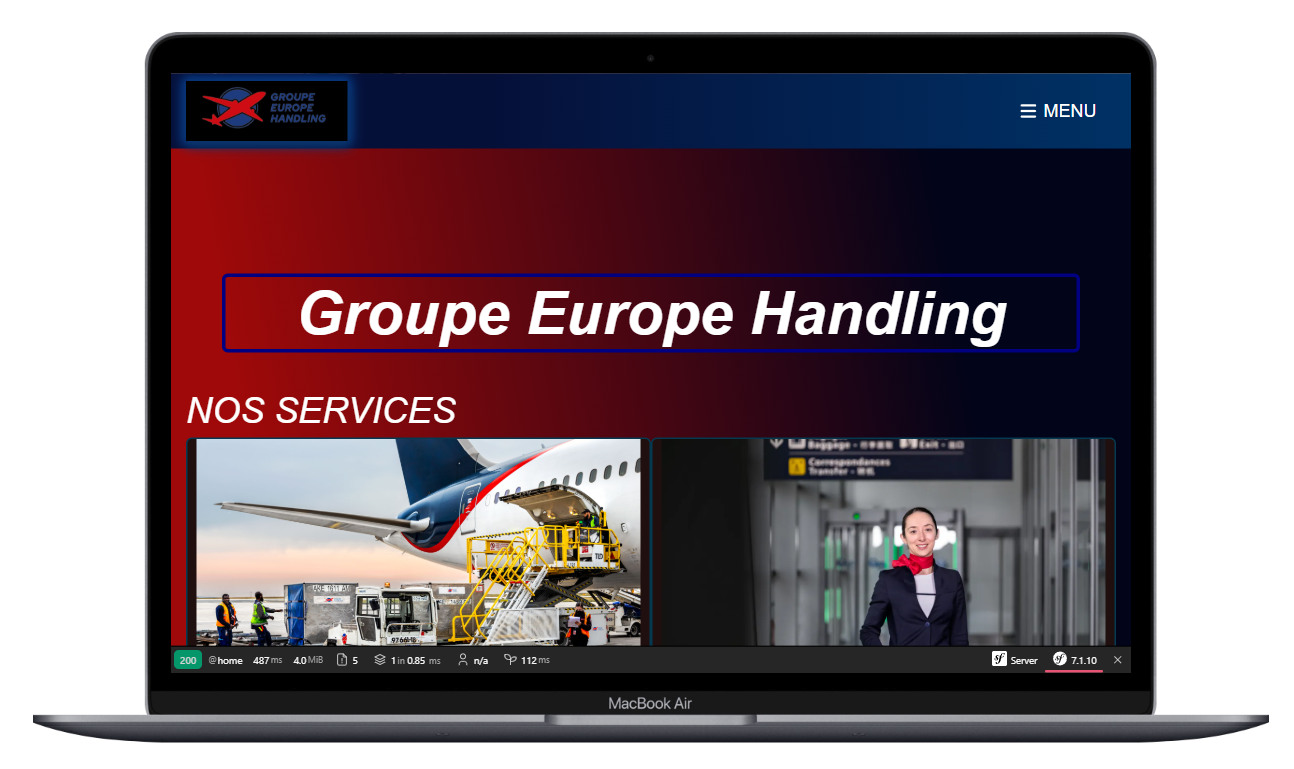 GROUPE
EUROPE
HANDLING
MENU
Groupe Europe Handling
NOS SERVICES
Baggage
Exit
Correspondances
Transfer
200 @home 487 ms 4.0 MiB 5 1 in 0.85 ms n/a 112 ms
Server 7.1.10
MacBook Air